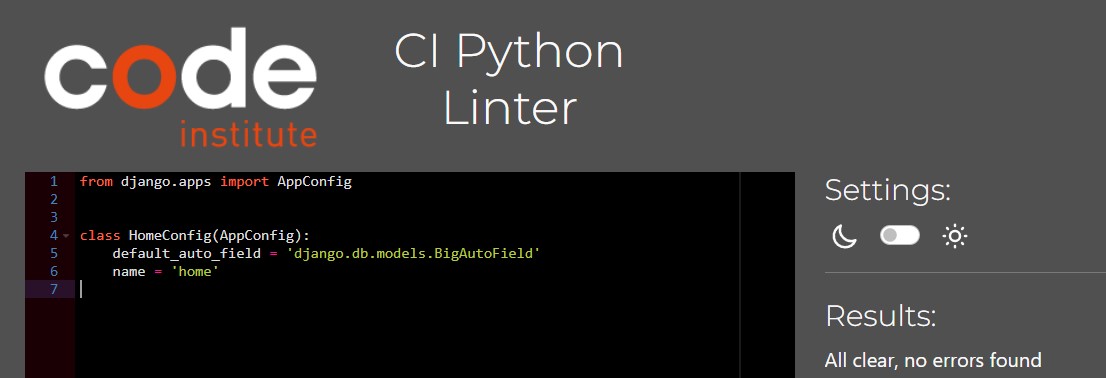 code
institute
CI Python
Linter
1 from django.apps import AppConfig
2
3
4 class HomeConfig(AppConfig):
5     default_auto_field = 'django.db.models.BigAutoField'
6     name = 'home'
7
Settings:
Results:
All clear, no errors found